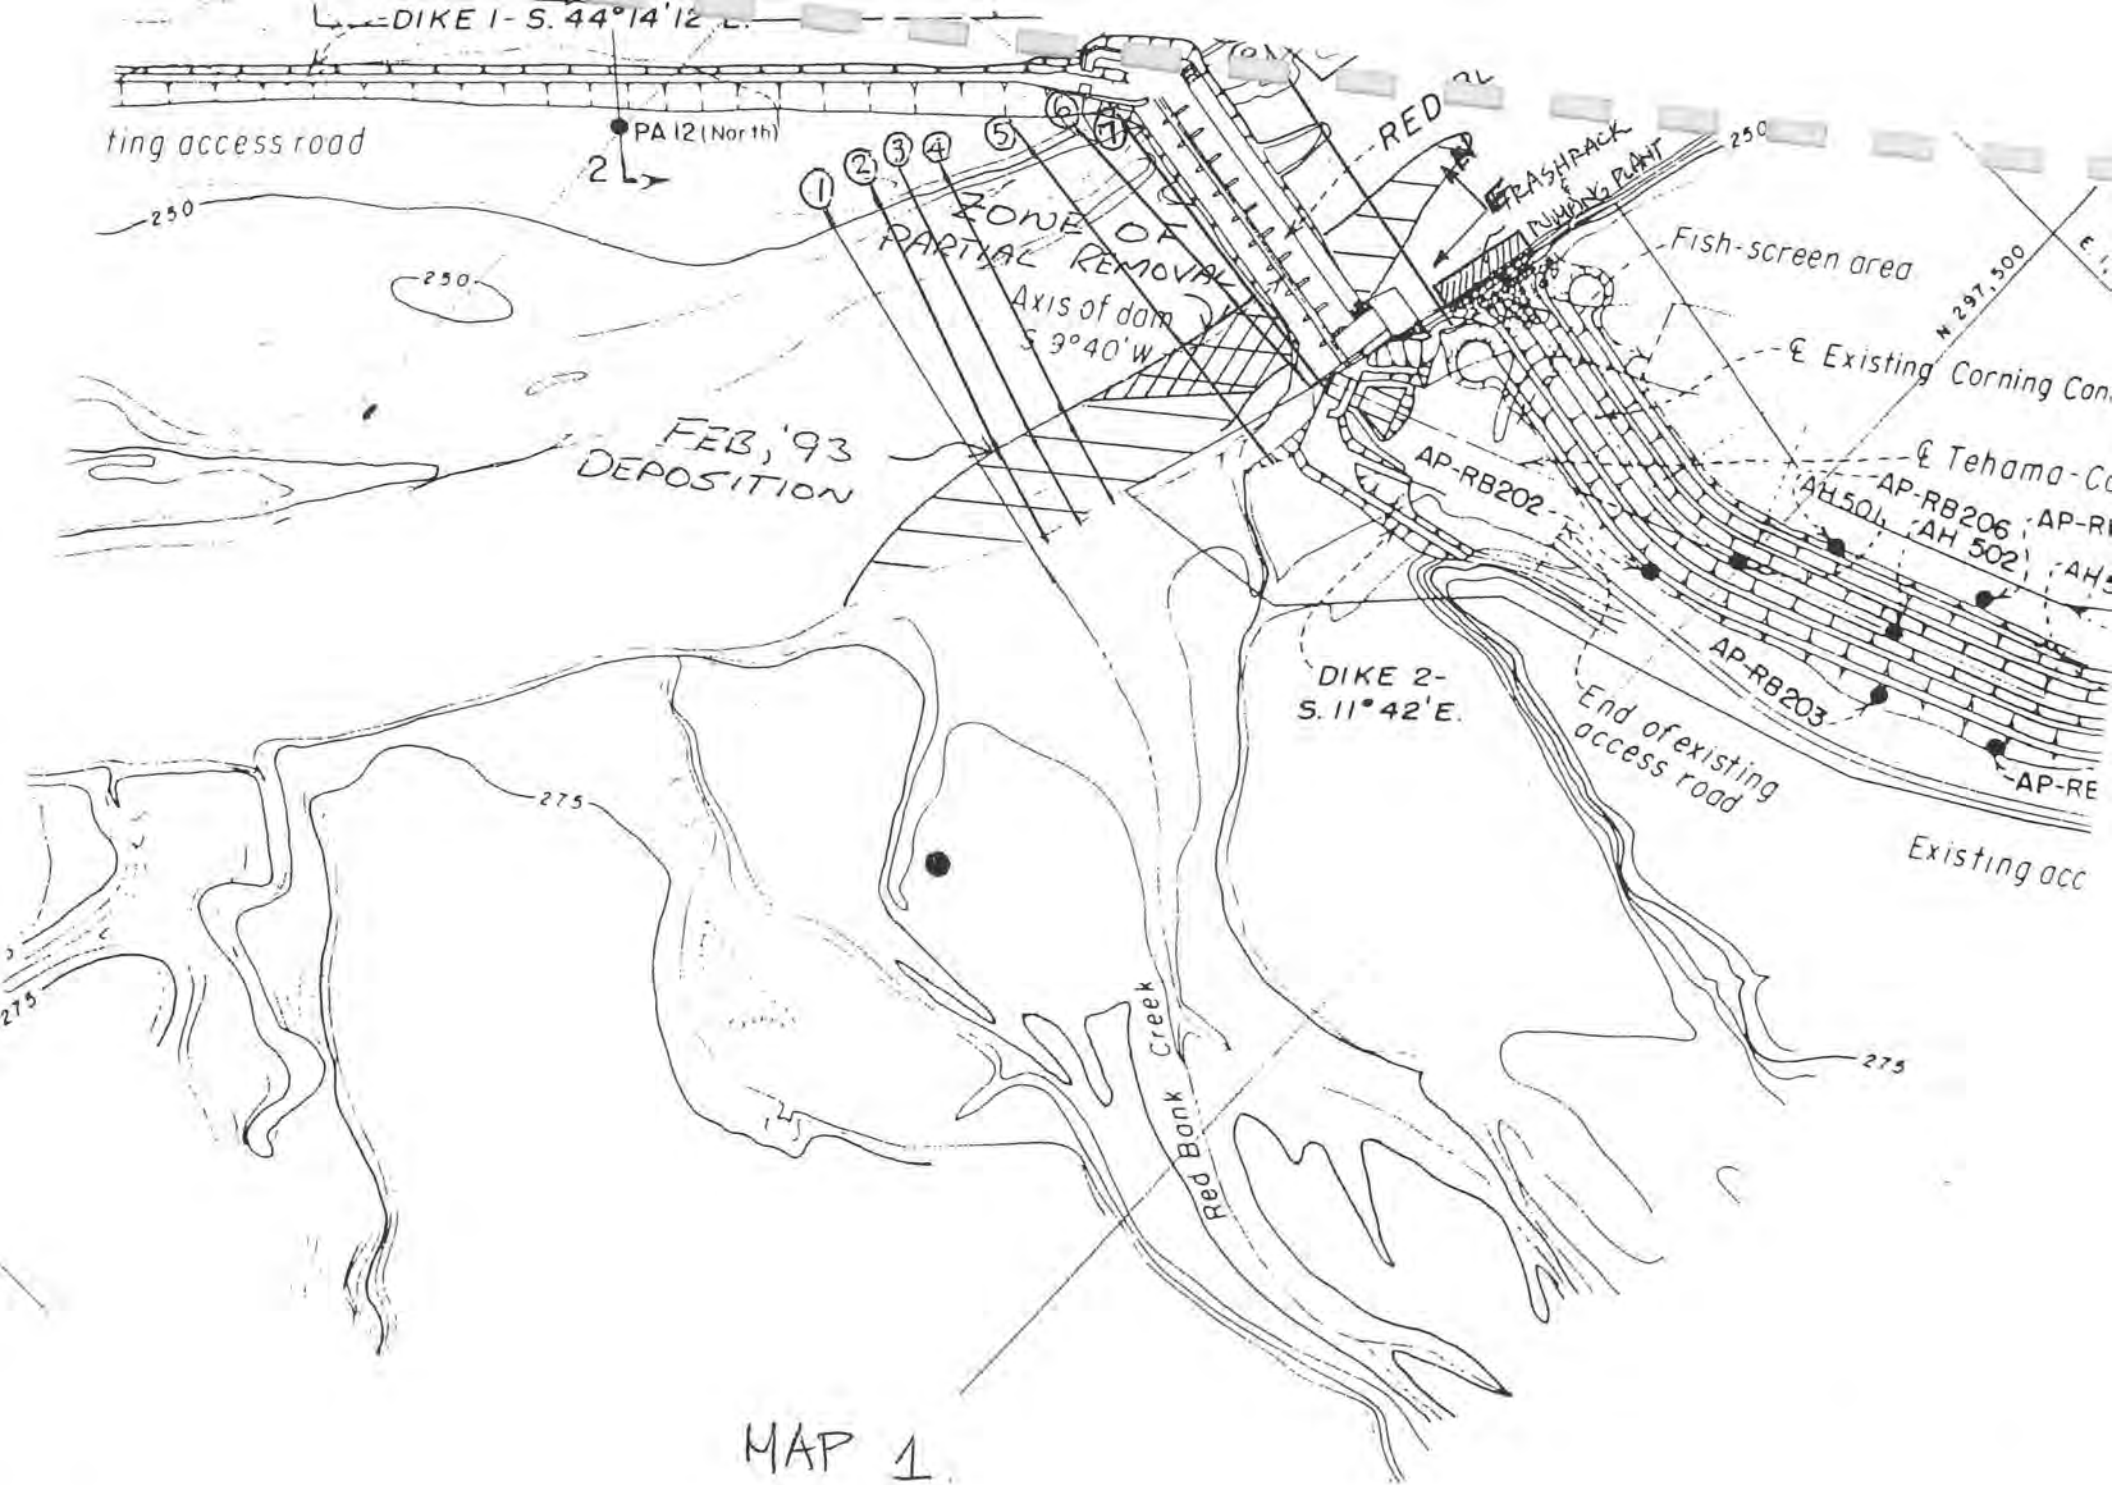 DIKE 1- S. 44°14'12" E.
ting access road
PA 12 (North)
2
1
2
3
4
5
6
7
RED
TRASHRACK
&
PUMPING PLANT
250
250
250
ZONE OF
PARTIAL REMOVAL
Axis of dam
S 9°40'W
Fish-screen area
N 297,500
E 1,
℄ Existing Corning Can
℄ Tehama-Co
FEB, '93
DEPOSITION
AP-RB202
AH 501
AP-RB206
AH 502
AP-R
AH5
AP-RB203
AP-RE
DIKE 2-
S. 11°42'E.
End of existing
access road
Existing acc
275
275
275
Red Bank Creek
MAP 1